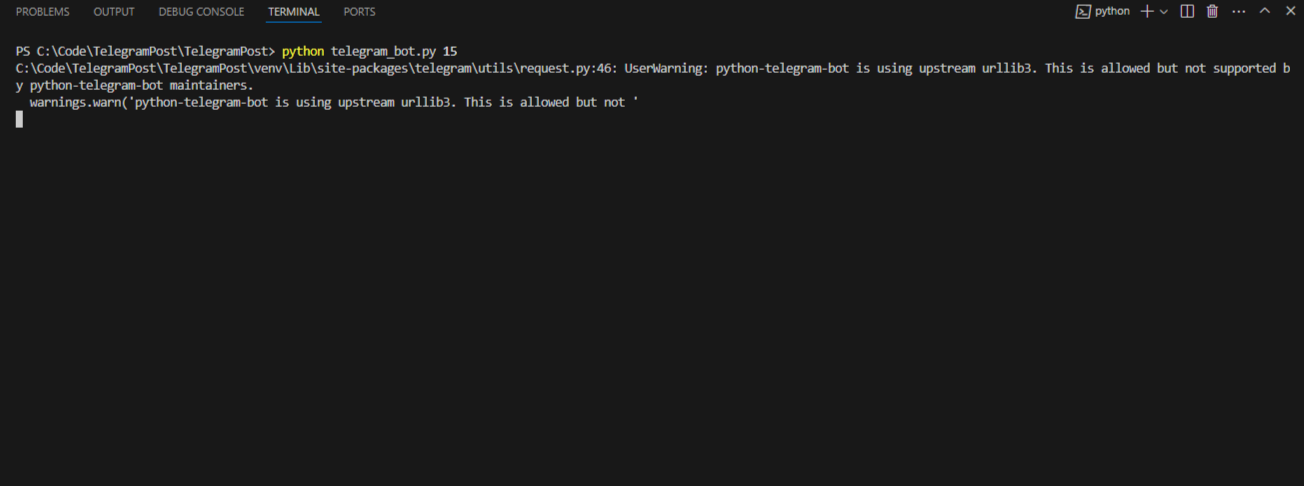 PROBLEMS OUTPUT DEBUG CONSOLE TERMINAL PORTS python
PS C:\Code\TelegramPost\TelegramPost> python telegram_bot.py 15
C:\Code\TelegramPost\TelegramPost\venv\Lib\site-packages\telegram\utils\request.py:46: UserWarning: python-telegram-bot is using upstream urllib3. This is allowed but not supported b
y python-telegram-bot maintainers.
  warnings.warn('python-telegram-bot is using upstream urllib3. This is allowed but not '